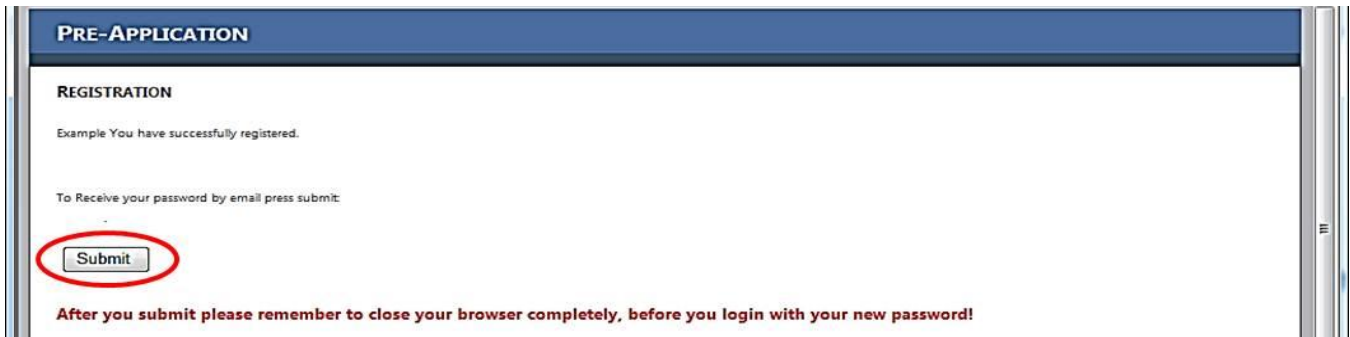 PRE-APPLICATION
REGISTRATION
Example You have successfully registered.
To Receive your password by email press submit:
Submit
After you submit please remember to close your browser completely, before you login with your new password!